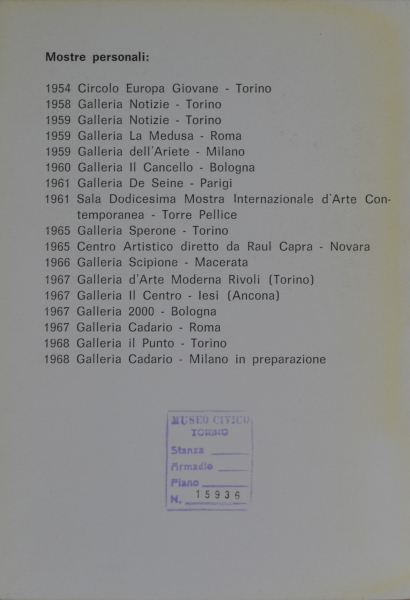 Mostre personali:
1954 Circolo Europa Giovane - Torino
1958 Galleria Notizie - Torino
1959 Galleria Notizie - Torino
1959 Galleria La Medusa - Roma
1959 Galleria dell'Ariete - Milano
1960 Galleria Il Cancello - Bologna
1961 Galleria De Seine - Parigi
1961 Sala Dodicesima Mostra Internazionale d'Arte Con-
temporanea - Torre Pellice
1965 Galleria Sperone - Torino
1965 Centro Artistico diretto da Raul Capra - Novara
1966 Galleria Scipione - Macerata
1967 Galleria d'Arte Moderna Rivoli (Torino)
1967 Galleria Il Centro - Iesi (Ancona)
1967 Galleria 2000 - Bologna
1967 Galleria Cadario - Roma
1968 Galleria il Punto - Torino
1968 Galleria Cadario - Milano in preparazione
MUSEO CIVICO
TORINO
Stanza
Armadio
Piano
N. 15936